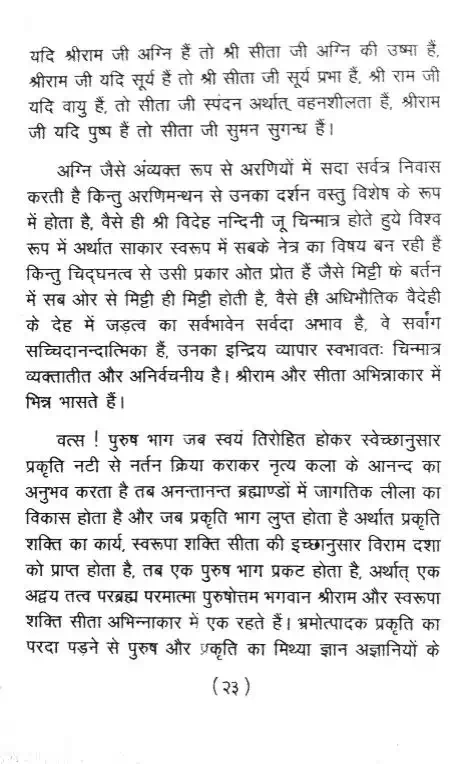 यदि श्रीराम जी अग्नि हैं तो श्री सीता जी अग्नि की उष्मा हैं,
श्रीराम जी यदि सूर्य हैं तो श्री सीता जी सूर्य प्रभा हैं, श्री राम जी
यदि वायु हैं, तो सीता जी स्पंदन अर्थात् वहनशीलता हैं, श्रीराम
जी यदि पुष्प हैं तो सीता जी सुमन सुगन्ध हैं।
अग्नि जैसे अंव्यक्त रूप से अरणियों में सदा सर्वत्र निवास
करती है किन्तु अरणिमन्थन से उनका दर्शन वस्तु विशेष के रूप
में होता है, वैसे ही श्री विदेह नन्दिनी जू चिन्मात्र होते हुये विश्व
रूप में अर्थात साकार स्वरूप में सबके नेत्र का विषय बन रही हैं
किन्तु चिद्घनत्व से उसी प्रकार ओत प्रोत हैं जैसे मिट्टी के बर्तन
में सब ओर से मिट्टी ही मिट्टी होती है, वैसे ही अधिभौतिक वैदेही
के देह में जड़त्व का सर्वभावेन सर्वदा अभाव है, वे सर्वांग
सच्चिदानन्दात्मिका हैं, उनका इन्द्रिय व्यापार स्वभावतः चिन्मात्र
व्यक्तातीत और अनिर्वचनीय है। श्रीराम और सीता अभिन्नाकार में
भिन्न भासते हैं।
वत्स ! पुरुष भाग जब स्वयं तिरोहित होकर स्वेच्छानुसार
प्रकृति नटी से नर्तन क्रिया कराकर नृत्य कला के आनन्द का
अनुभव करता है तब अनन्तानन्त ब्रह्माण्डों में जागतिक लीला का
विकास होता है और जब प्रकृति भाग लुप्त होता है अर्थात प्रकृति
शक्ति का कार्य, स्वरूपा शक्ति सीता की इच्छानुसार विराम दशा
को प्राप्त होता है, तब एक पुरुष भाग प्रकट होता है, अर्थात् एक
अद्वय तत्व परब्रह्म परमात्मा पुरुषोत्तम भगवान श्रीराम और स्वरूपा
शक्ति सीता अभिन्नाकार में एक रहते हैं। भ्रमोत्पादक प्रकृति का
परदा पड़ने से पुरुष और प्रकृति का मिथ्या ज्ञान अज्ञानियों के
(२३)